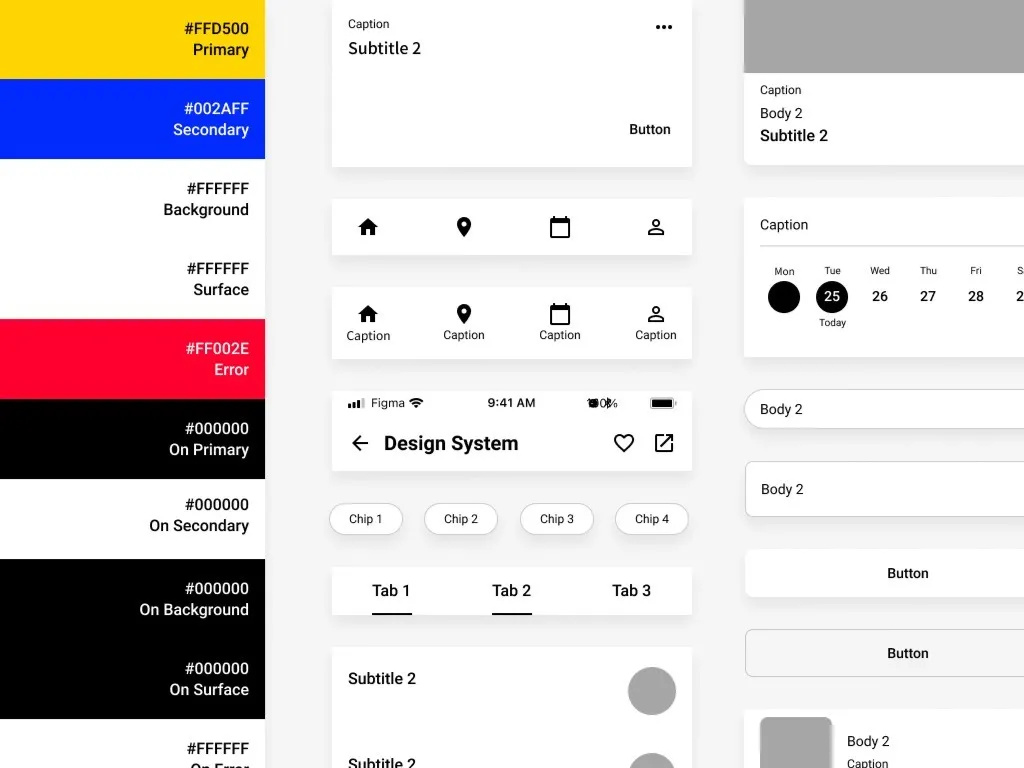 #FFD500
Primary
#002AFF
Secondary
#FFFFFF
Background
#FFFFFF
Surface
#FF002E
Error
#000000
On Primary
#000000
On Secondary
#000000
On Background
#000000
On Surface
#FFFFFF
On Error
Caption
Subtitle 2
Button
Caption
Caption
Caption
Caption
Figma
9:41 AM
Design System
Chip 1
Chip 2
Chip 3
Chip 4
Tab 1
Tab 2
Tab 3
Subtitle 2
Subtitle 2
Caption
Body 2
Subtitle 2
Caption
Mon
Tue
Wed
Thu
Fri
25
26
27
28
Today
Body 2
Body 2
Button
Button
Body 2
Caption